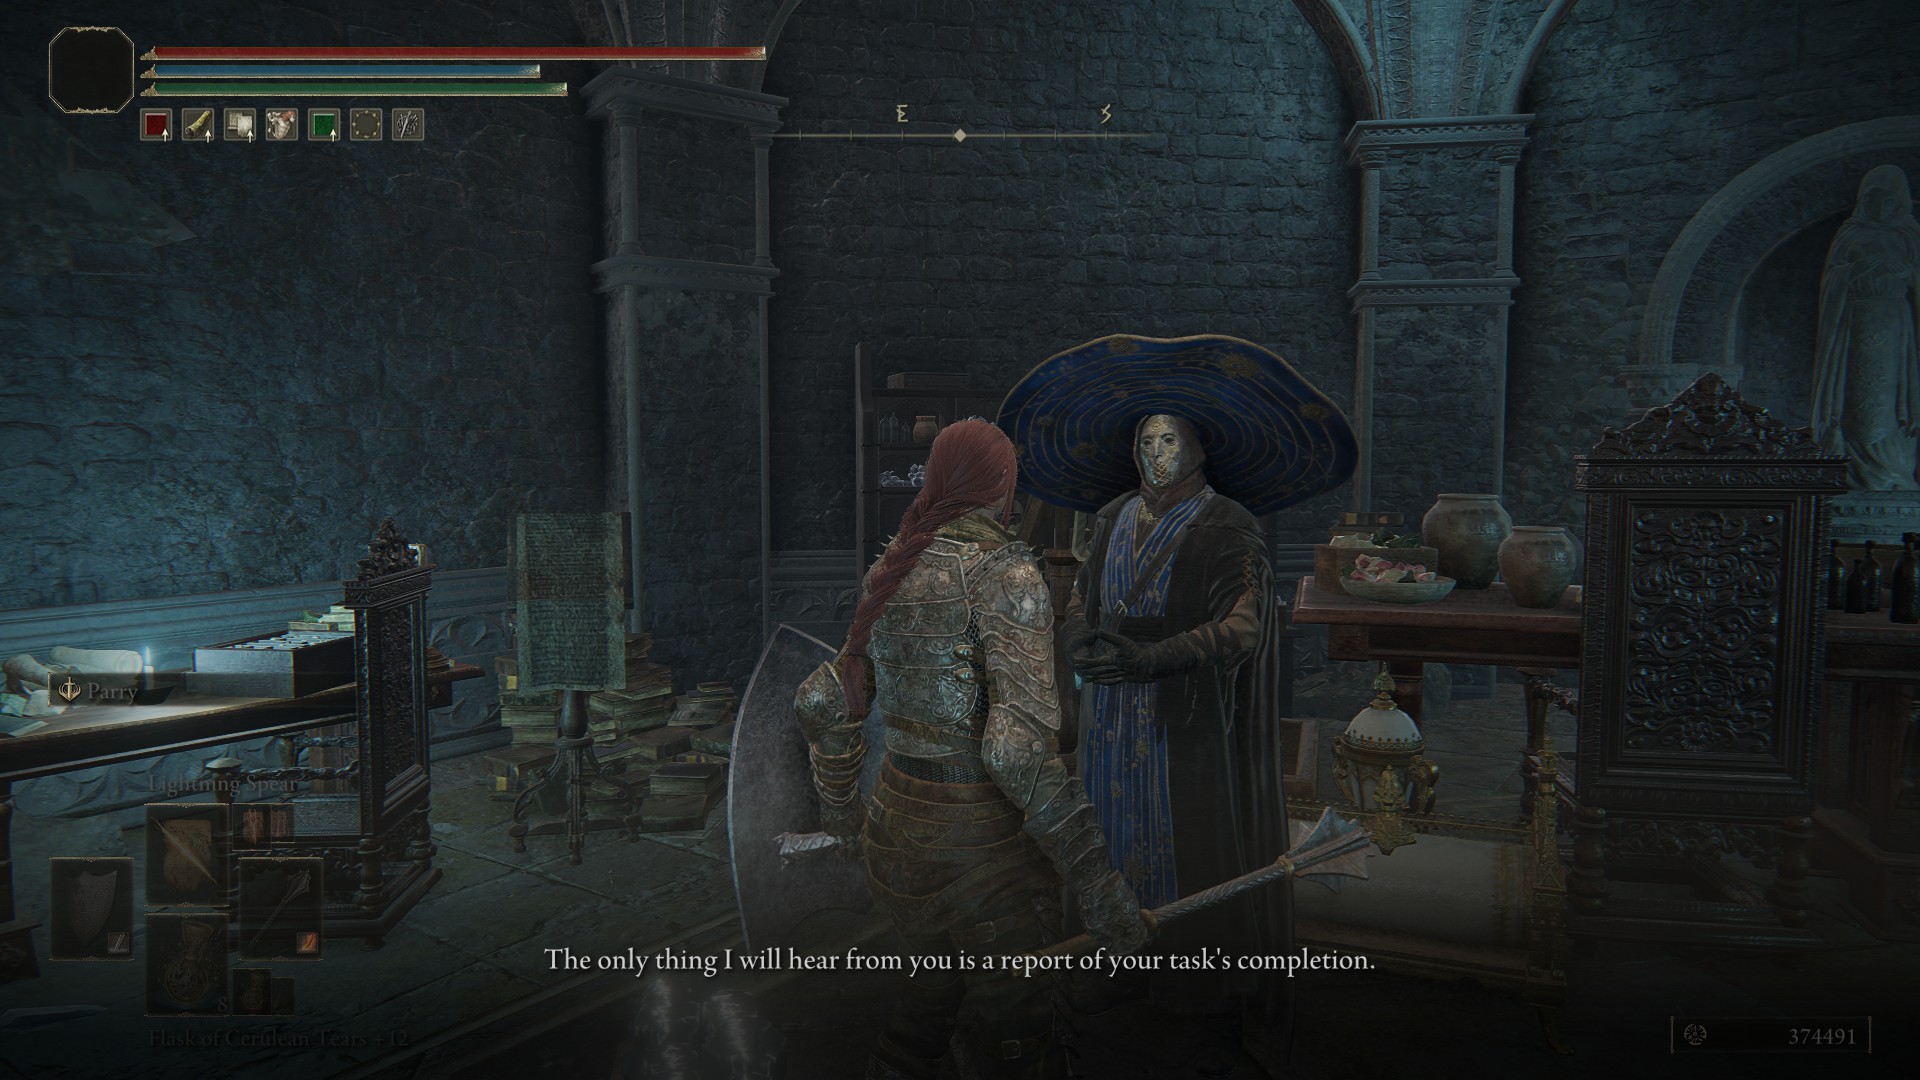 E S
Parry
Lightning Spear
8
Flask of Cerulean Tears +12
The only thing I will hear from you is a report of your task's completion.
374491